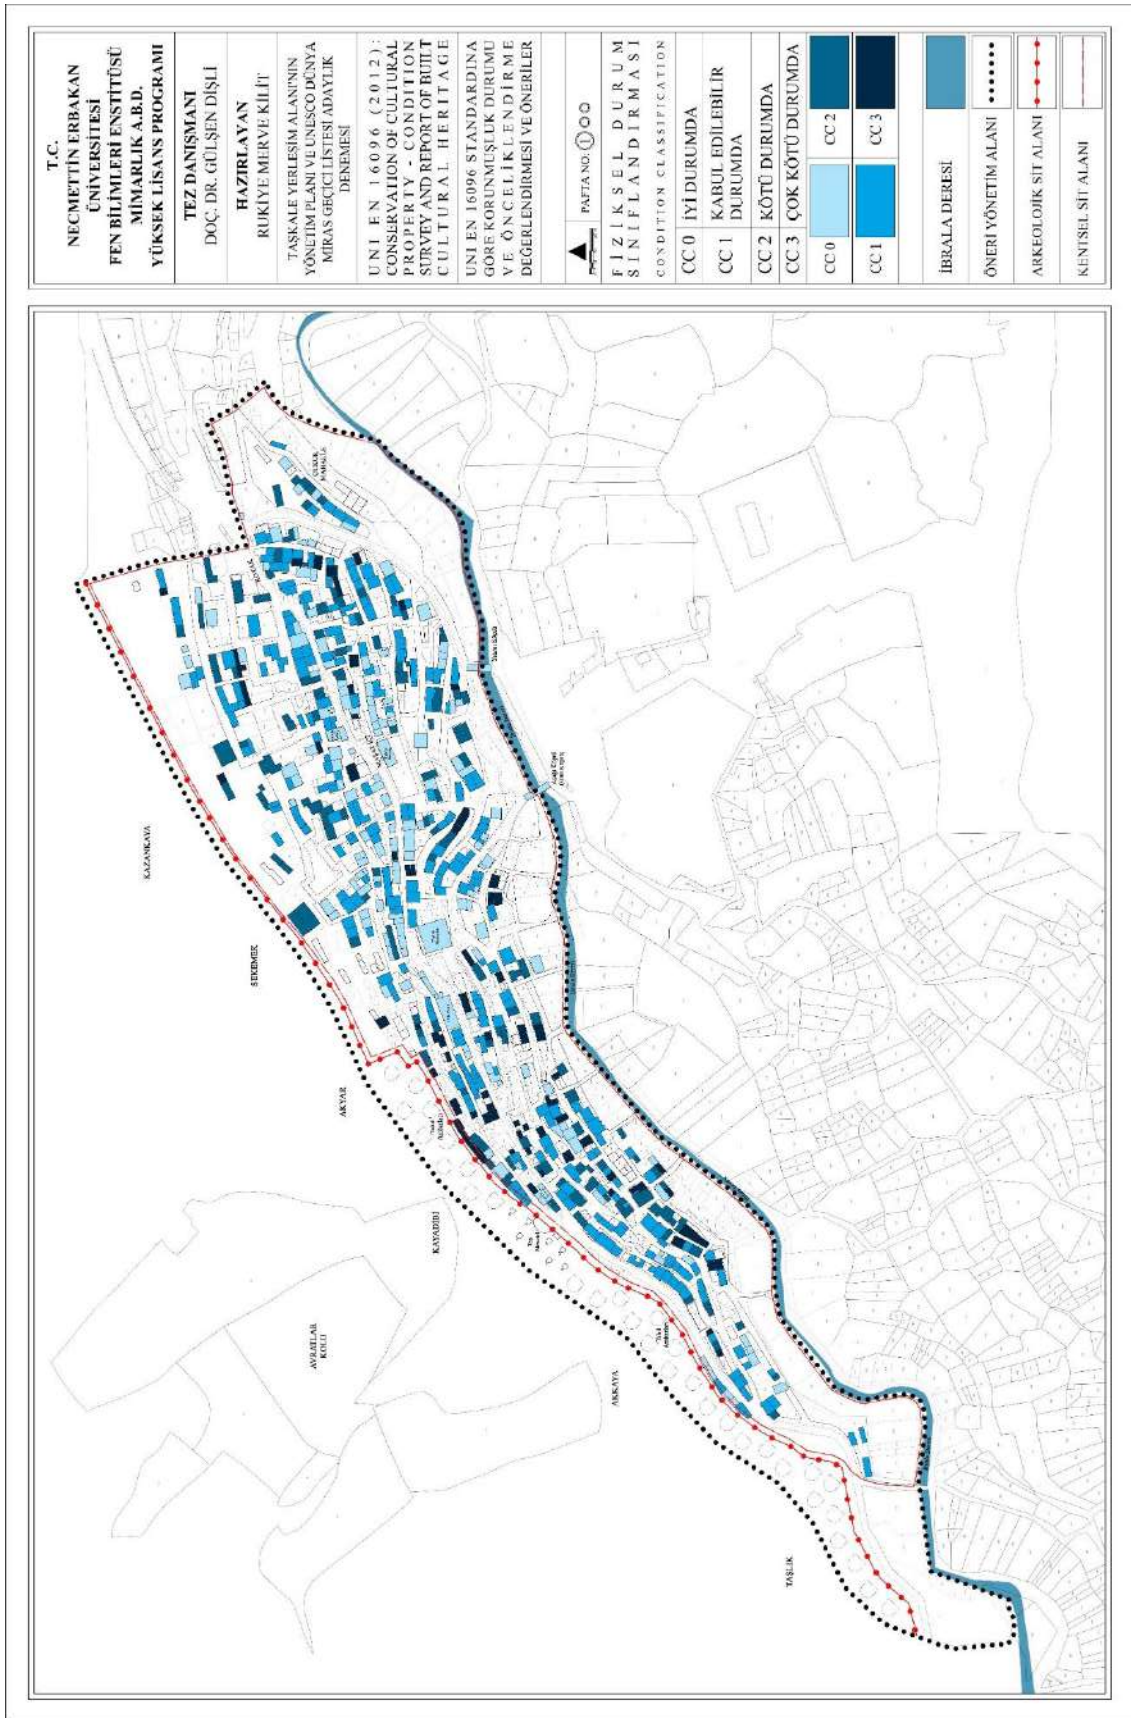 T.C.
NECMETTİN ERBAKAN
ÜNİVERSİTESİ
FEN BİLİMLERİ ENSTİTÜSÜ
MİMARLIK A.B.D.
YÜKSEK LİSANS PROGRAMI
TEZ DANIŞMANI
DOÇ. DR. GÜLŞEN DİŞLİ
HAZIRLAYAN
RUKİYE MERVE KİLİT
TAŞKALE YERLEŞİM ALANI'NIN
YÖNETİM PLANI VE UNESCO DÜNYA
MİRAS GEÇİCİ LİSTESİ ADAYLIK
DENEMESİ
UNI EN 16096 (2012):
CONSERVATION OF CULTURAL
PROPERTY - CONDITION
SURVEY AND REPORT OF BUILT
CULTURAL HERITAGE
UNI EN 16096 STANDARDINA
GÖRE KORUNMUŞLUK DURUMU
VE ÖNCELİKLENDİRME
DEĞERLENDİRMESİ VE ÖNERİLER
PAFTA NO: 1
FİZİKSEL DURUM
SINIFLANDIRMASI
CONDITION CLASSIFICATION
CC 0 İYİ DURUMDA
CC 1 KABUL EDİLEBİLİR
DURUMDA
CC 2 KÖTÜ DURUMDA
CC 3 ÇOK KÖTÜ DURUMDA
CC 0 CC 2
CC 1 CC 3
İBRALA DERESİ
ÖNERİ YÖNETİM ALANI
ARKEOLOJİK SİT ALANI
KENTSEL SİT ALANI
KAZANKAYA
SEKEMEK
AKYAR
KAYADİBİ
AVRATLAR
KOLU
AKKAYA
TAŞLIK